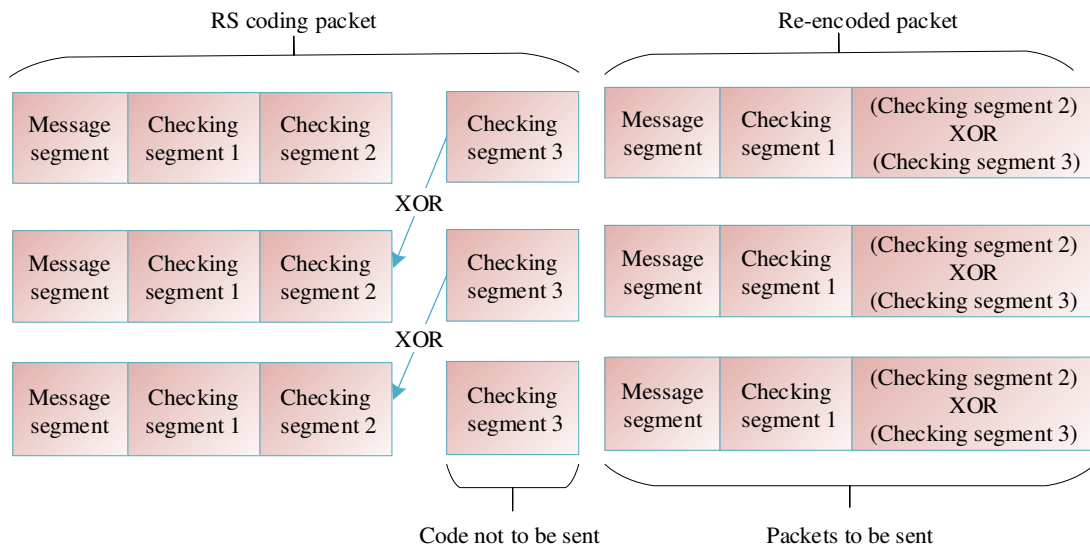 RS coding packet
Re-encoded packet
Message
segment
Checking
segment 1
Checking
segment 2
Checking
segment 3
Message
segment
Checking
segment 1
(Checking segment 2)
XOR
(Checking segment 3)
XOR
Message
segment
Checking
segment 1
Checking
segment 2
Checking
segment 3
Message
segment
Checking
segment 1
(Checking segment 2)
XOR
(Checking segment 3)
XOR
Message
segment
Checking
segment 1
Checking
segment 2
Checking
segment 3
Message
segment
Checking
segment 1
(Checking segment 2)
XOR
(Checking segment 3)
Code not to be sent
Packets to be sent